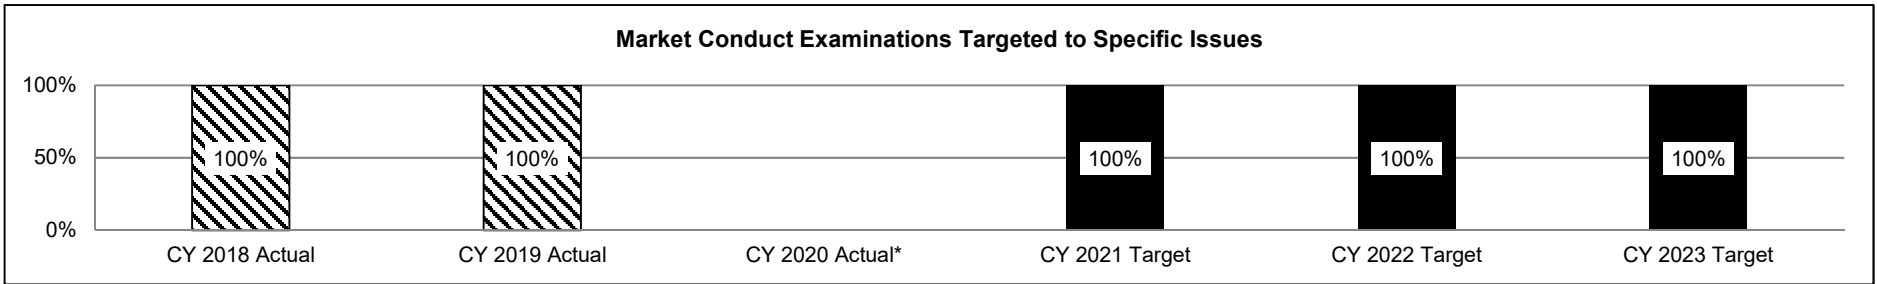 Market Conduct Examinations Targeted to Specific Issues
100%
50%
0%
100%
100%
100%
100%
100%
CY 2018 Actual
CY 2019 Actual
CY 2020 Actual*
CY 2021 Target
CY 2022 Target
CY 2023 Target